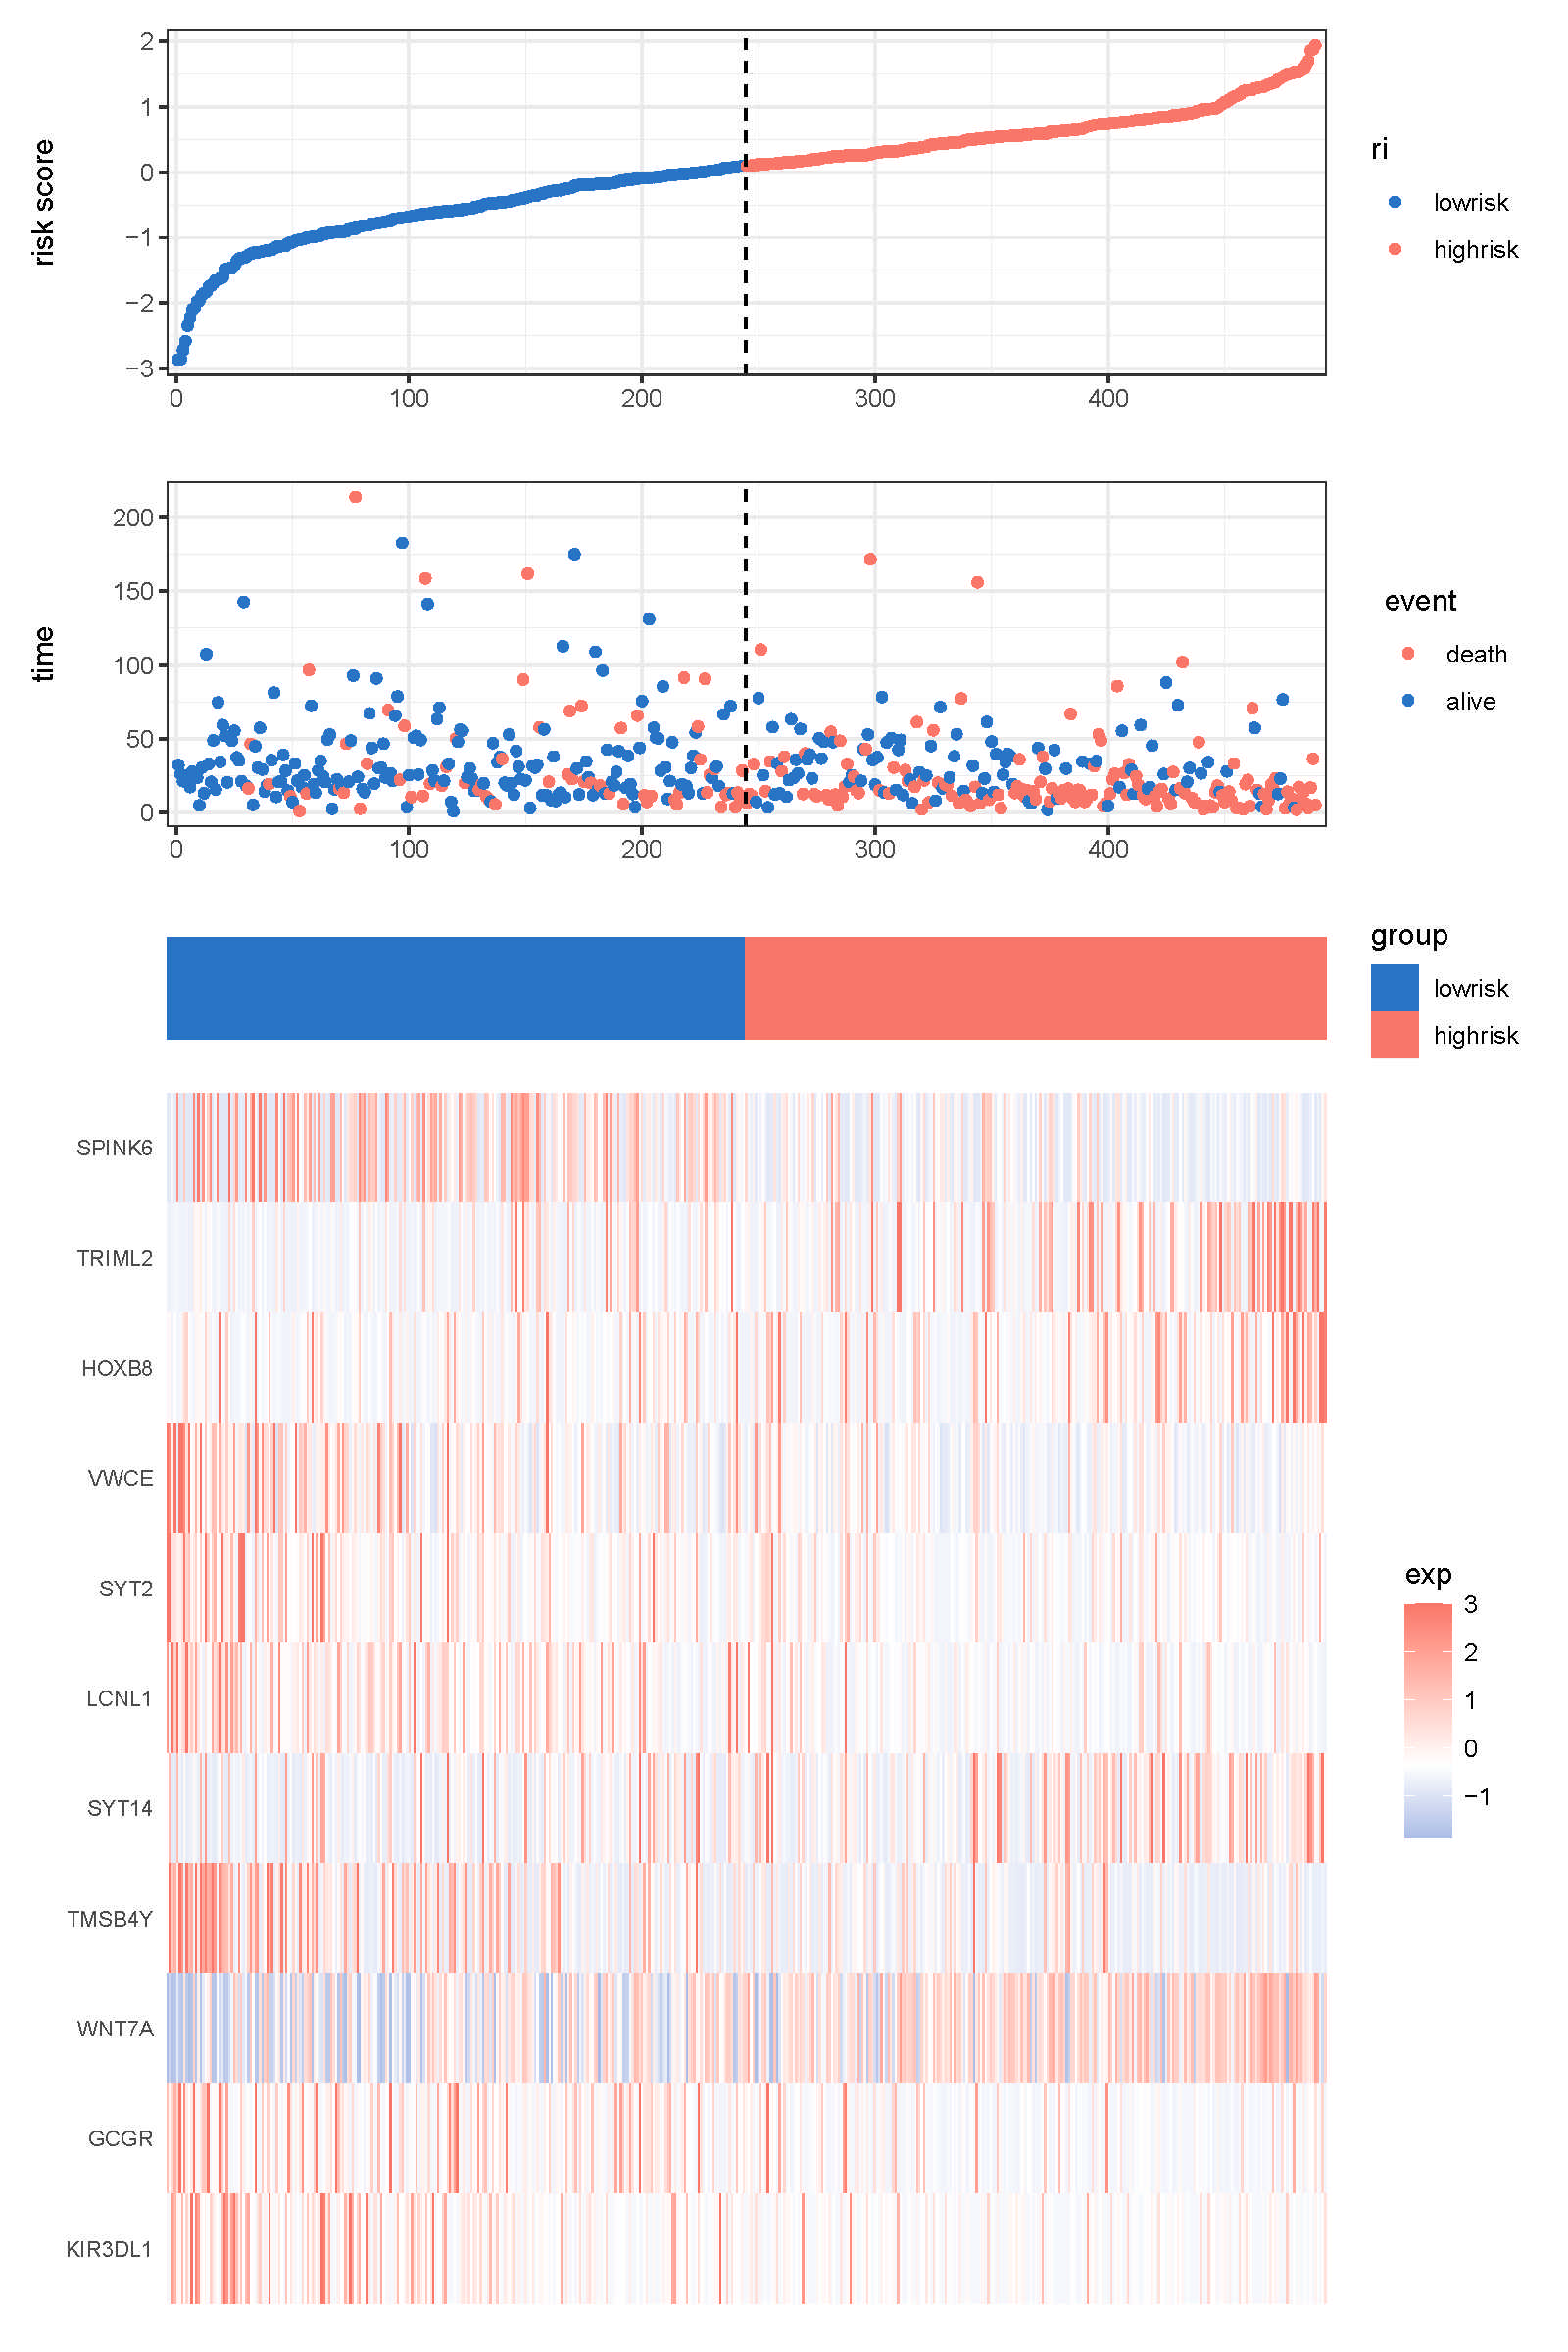 risk score
2
1
0
−1
−2
−3
0 100 200 300 400
ri
lowrisk
highrisk
time
200
150
100
50
0
0 100 200 300 400
event
death
alive
group
lowrisk
highrisk
SPINK6
TRIML2
HOXB8
VWCE
SYT2
LCNL1
SYT14
TMSB4Y
WNT7A
GCGR
KIR3DL1
exp
3
2
1
0
−1